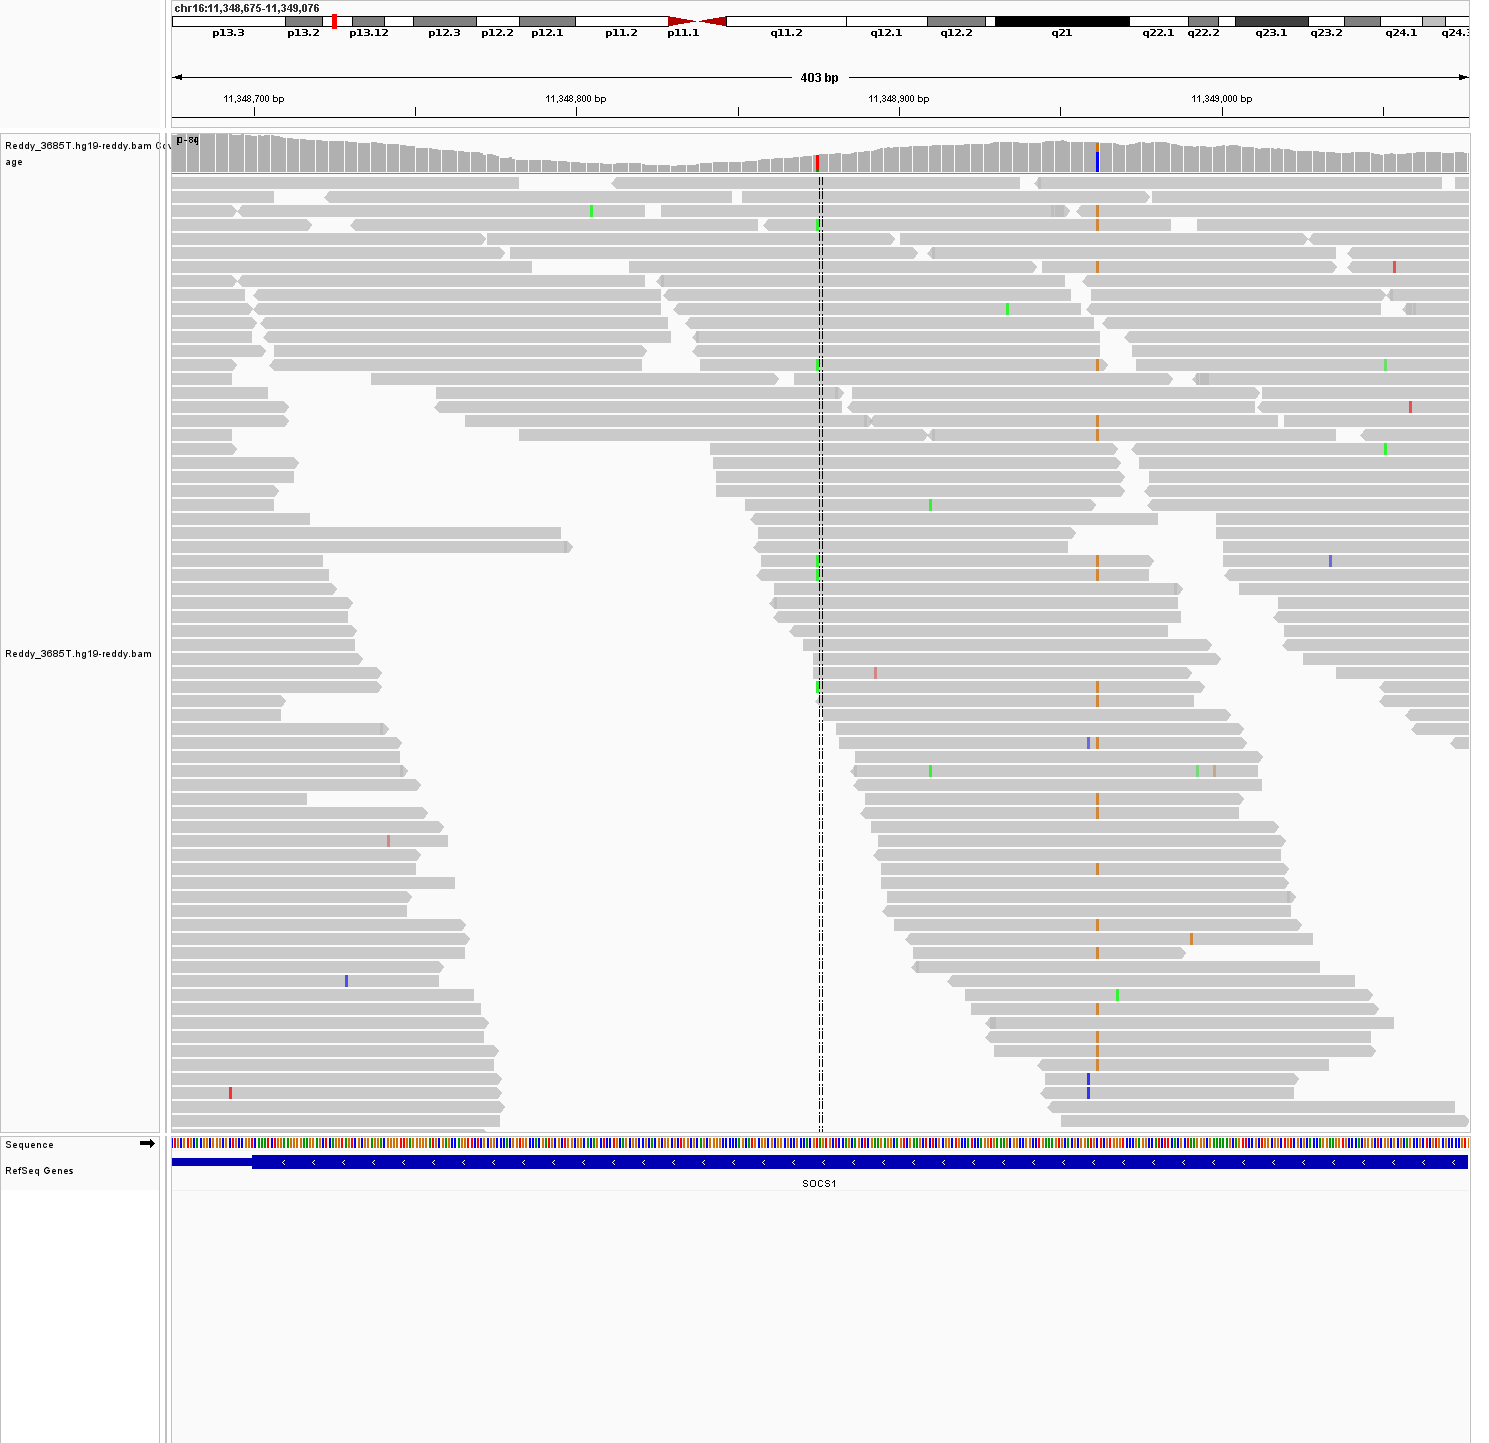 chr16:11,348,675-11,349,076
p13.3 p13.2 p13.12 p12.3 p12.2 p12.1 p11.2 p11.1 q11.2 q12.1 q12.2 q21 q22.1 q22.2 q23.1 q23.2 q24.1 q24.3
403 bp
11,348,700 bp 11,348,800 bp 11,348,900 bp 11,349,000 bp
Reddy_3685T.hg19-reddy.bam Cov
age
Reddy_3685T.hg19-reddy.bam
Sequence
RefSeq Genes
SOCS1